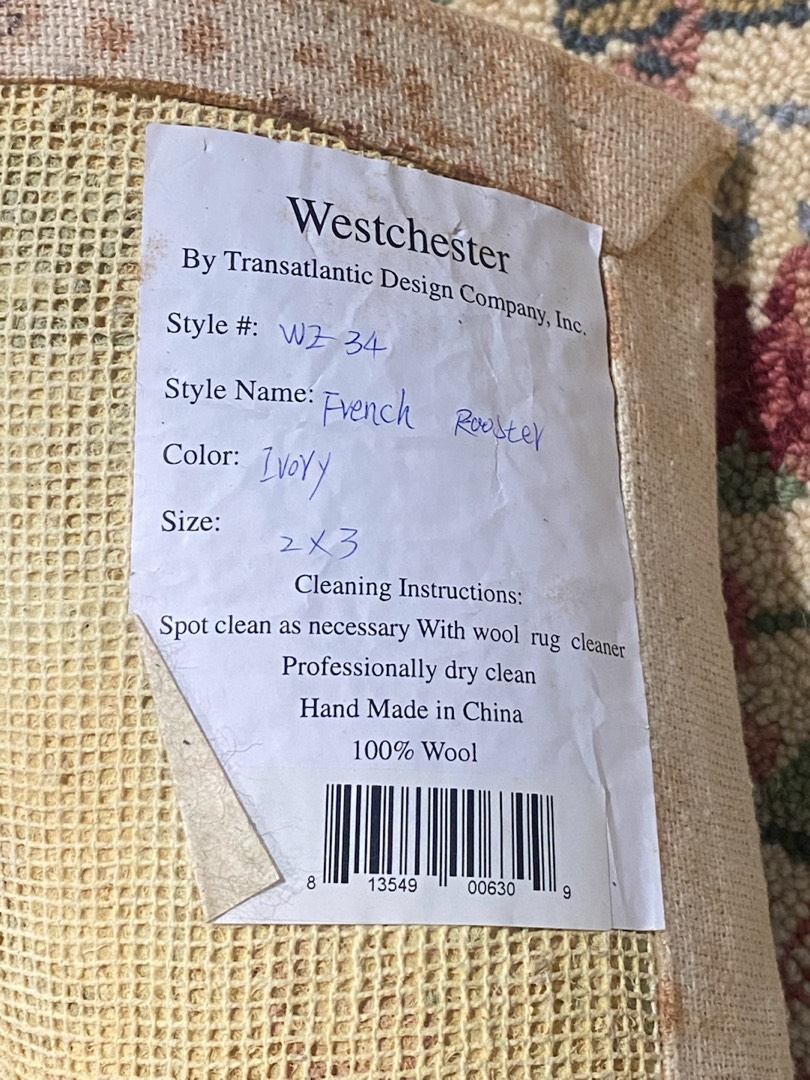 Westchester
By Transatlantic Design Company, Inc.
Style #: WZ 34
Style Name: French Rooster
Color: Ivory
Size: 2x3
Cleaning Instructions:
Spot clean as necessary With wool rug cleaner
Professionally dry clean
Hand Made in China
100% Wool
8 13549 00630 9